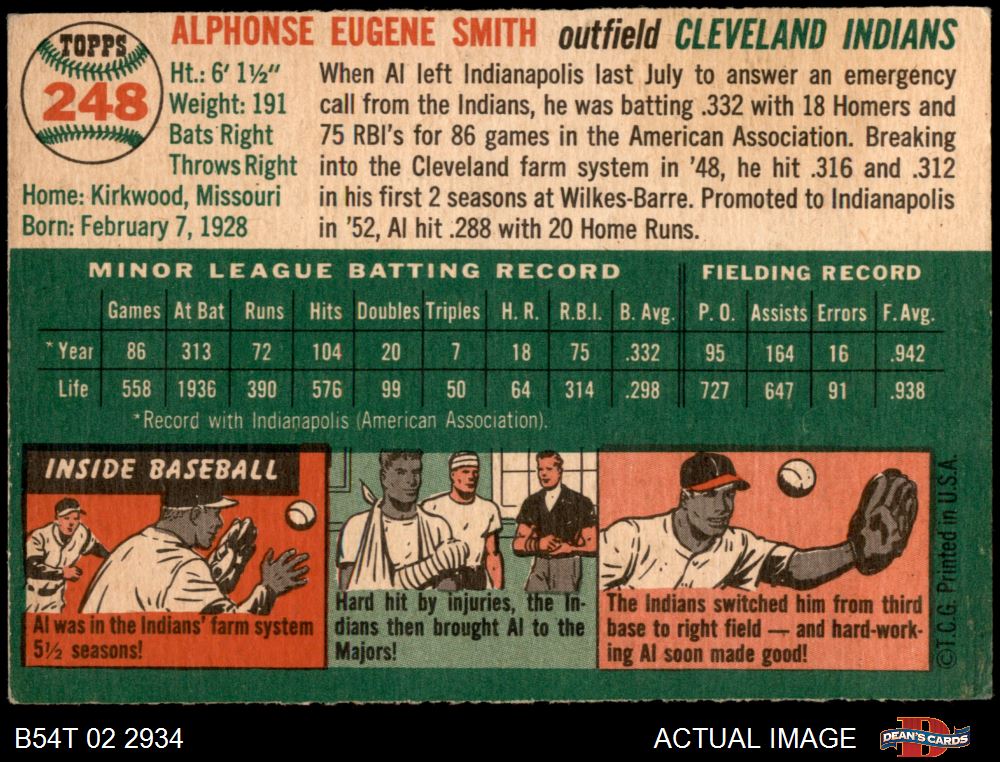 TOPPS
248
ALPHONSE EUGENE SMITH outfield CLEVELAND INDIANS
Ht.: 6' 1½"
Weight: 191
Bats Right
Throws Right
Home: Kirkwood, Missouri
Born: February 7, 1928
When Al left Indianapolis last July to answer an emergency
call from the Indians, he was batting .332 with 18 Homers and
75 RBI's for 86 games in the American Association. Breaking
into the Cleveland farm system in '48, he hit .316 and .312
in his first 2 seasons at Wilkes-Barre. Promoted to Indianapolis
in '52, Al hit .288 with 20 Home Runs.
MINOR LEAGUE BATTING RECORD FIELDING RECORD
Games At Bat Runs Hits Doubles Triples H. R. R.B.I. B. Avg. P. O. Assists Errors F. Avg.
* Year 86 313 72 104 20 7 18 75 .332 95 164 16 .942
Life 558 1936 390 576 99 50 64 314 .298 727 647 91 .938
*Record with Indianapolis (American Association).
INSIDE BASEBALL
Al was in the Indians' farm system
5½ seasons!
Hard hit by injuries, the In-
dians then brought Al to the
Majors!
The Indians switched him from third
base to right field — and hard-work-
ing Al soon made good!
©T.C.G. Printed in U.S.A.
B54T 02 2934
ACTUAL IMAGE
D
DEAN'S CARDS